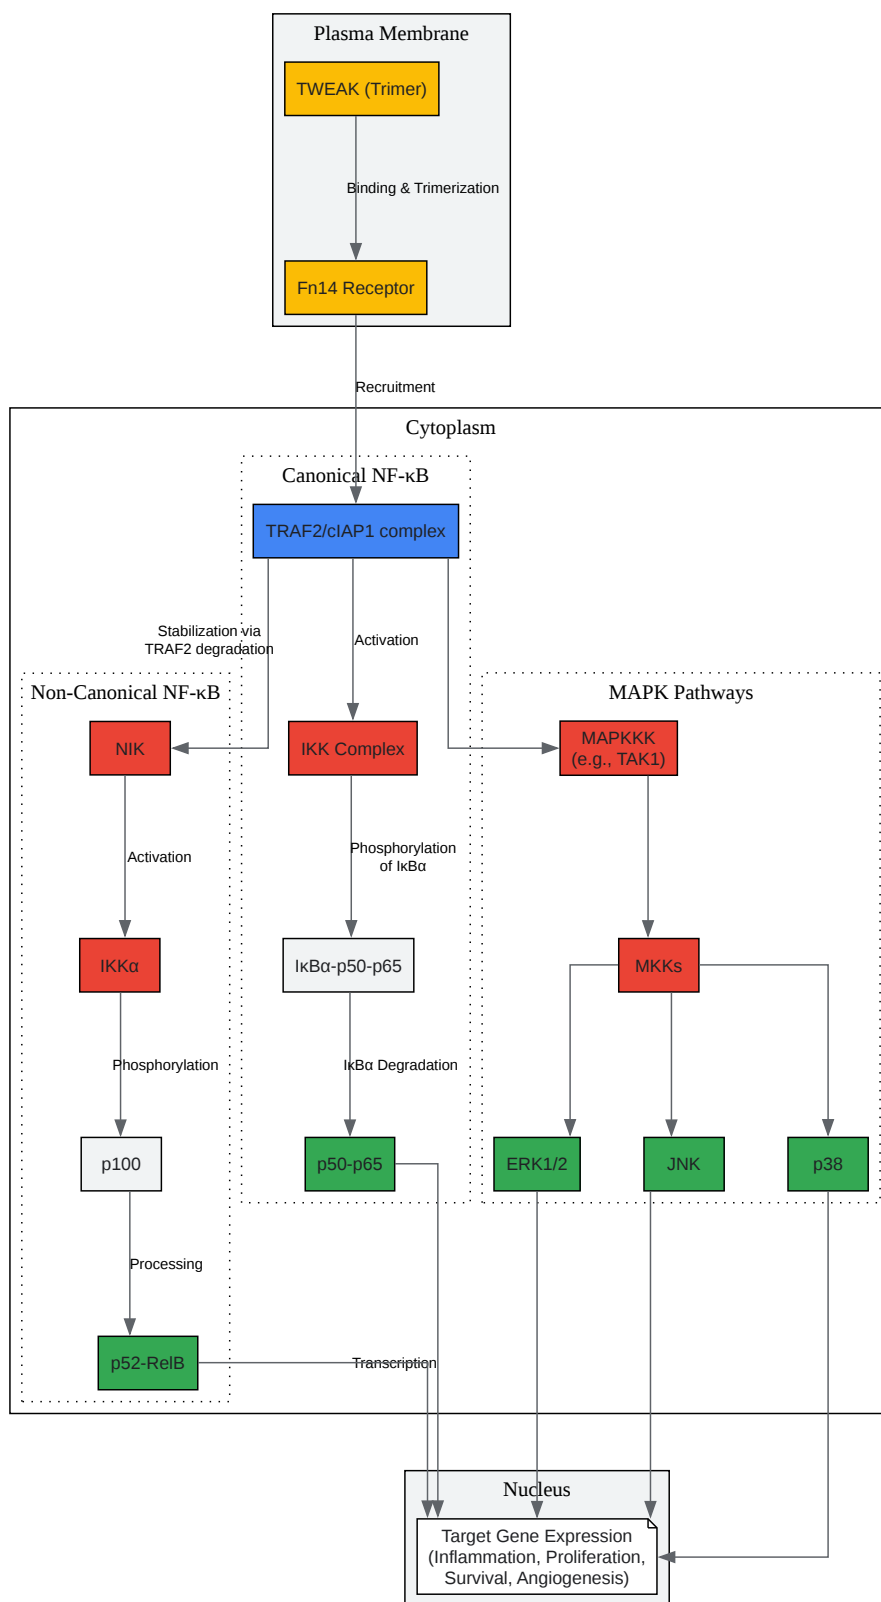 Plasma Membrane
TWEAK (Trimer)
Binding & Trimerization
Fn14 Receptor
Recruitment
Cytoplasm
Canonical NF-κB
TRAF2/cIAP1 complex
Stabilization via
TRAF2 degradation
Activation
Non-Canonical NF-κB
MAPK Pathways
NIK
IKK Complex
MAPKKK
(e.g., TAK1)
Activation
Phosphorylation
of IκBα
IKKα
IκBα-p50-p65
MKKs
Phosphorylation
IκBα Degradation
p100
p50-p65
ERK1/2
JNK
p38
Processing
p52-RelB
Transcription
Nucleus
Target Gene Expression
(Inflammation, Proliferation,
Survival, Angiogenesis)